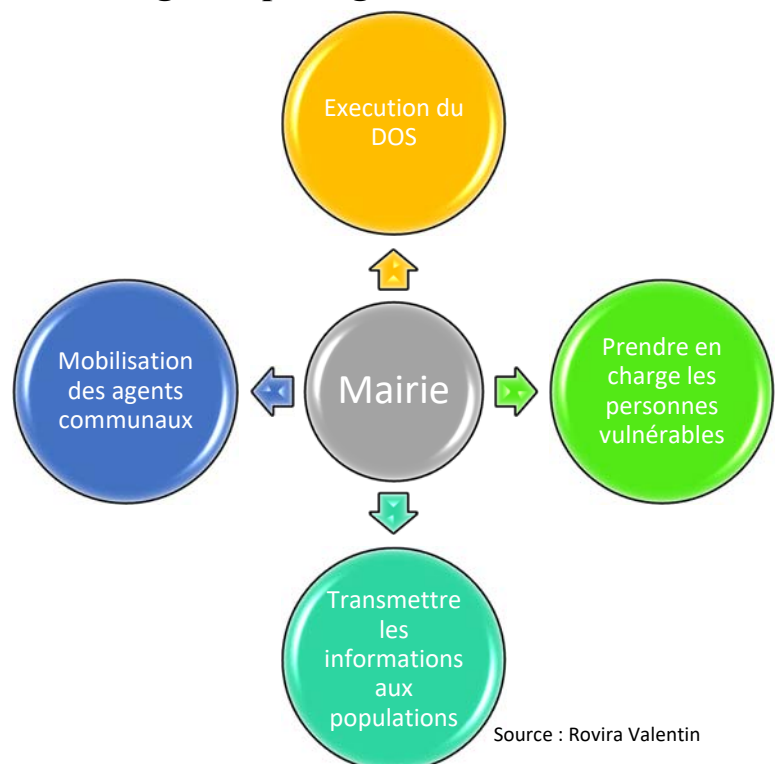 Execution du
DOS
Mobilisation
des agents
communaux
Mairie
Prendre en
charge les
personnes
vulnérables
Transmettre
les
informations
aux
populations
Source : Rovira Valentin